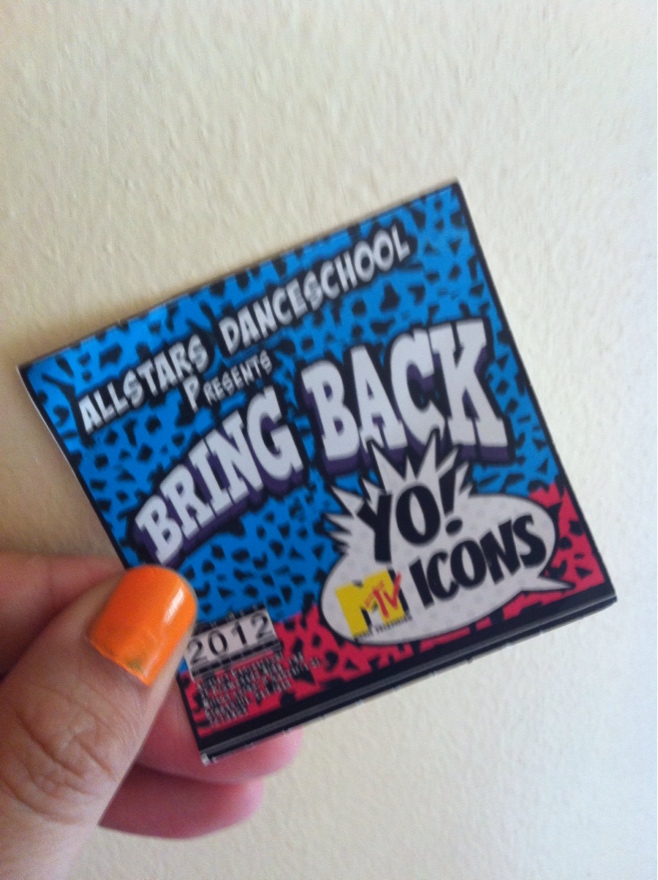 ALLSTARS DANCESCHOOL
PRESENTS
BRING BACK
YO!
MTV ICONS
2012